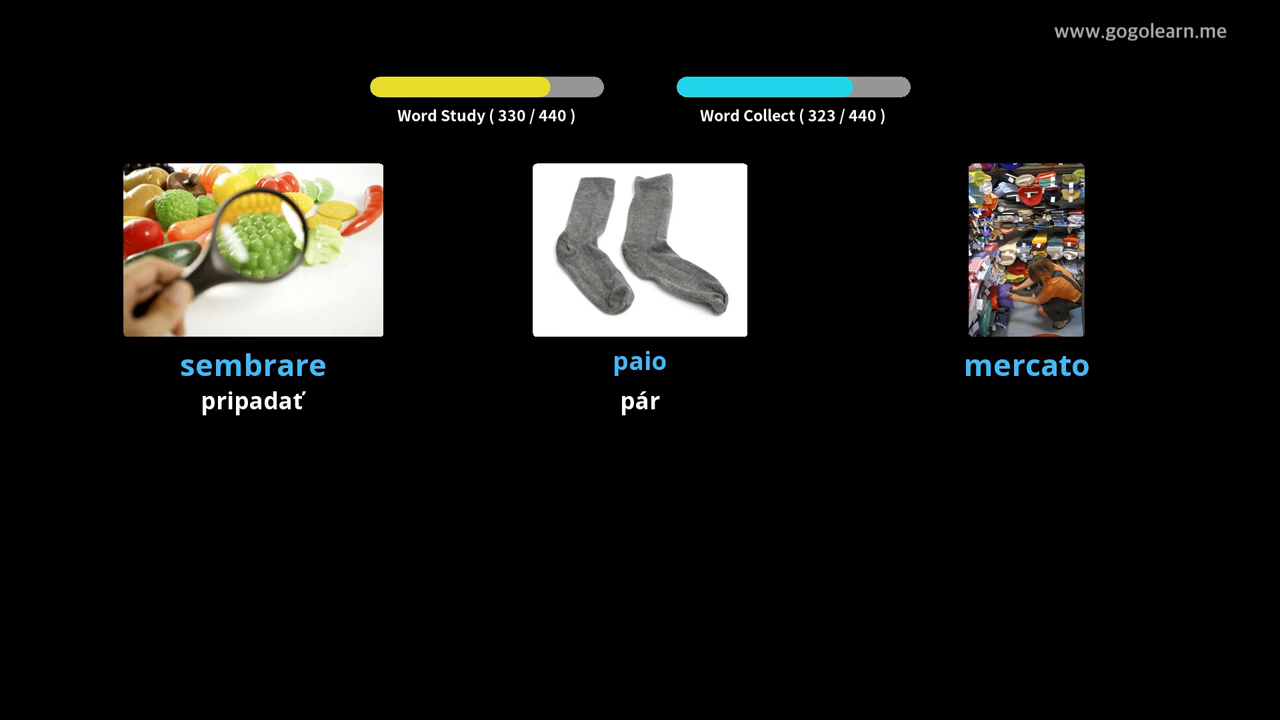 www.gogolearn.me
Word Study ( 330 / 440 )
Word Collect ( 323 / 440 )
sembrare
pripadať
paio
pár
mercato